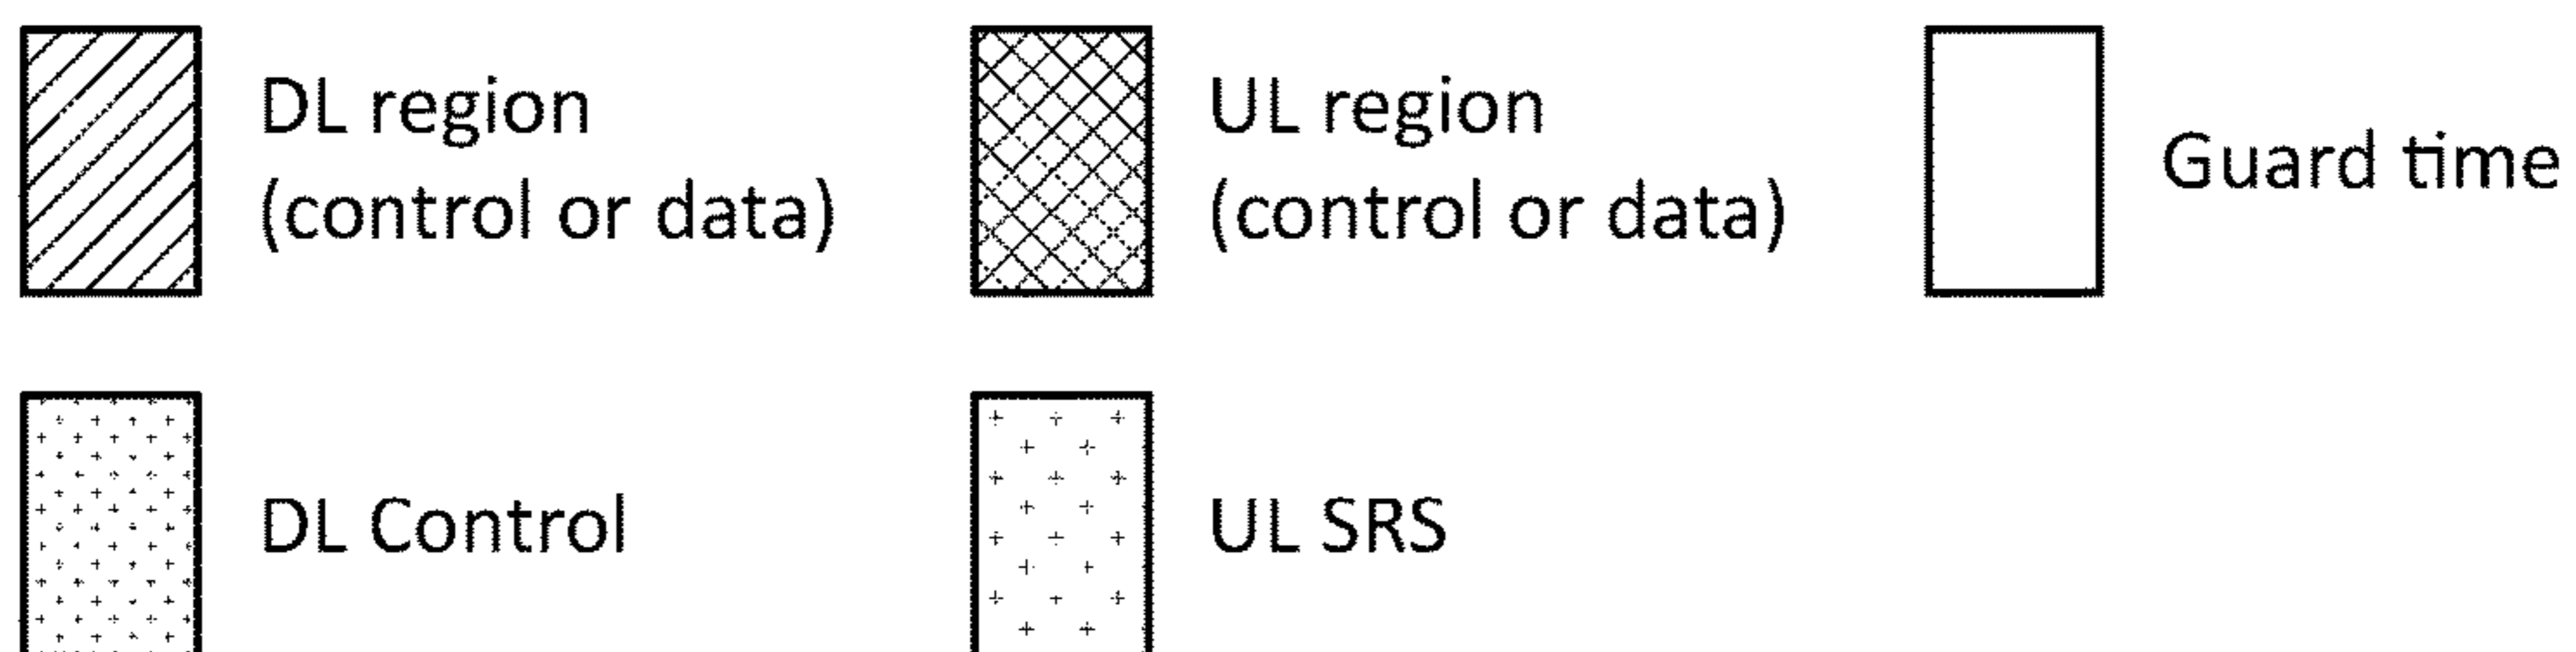 DL region
(control or data)
UL region
(control or data)
Guard time
DL Control
UL SRS